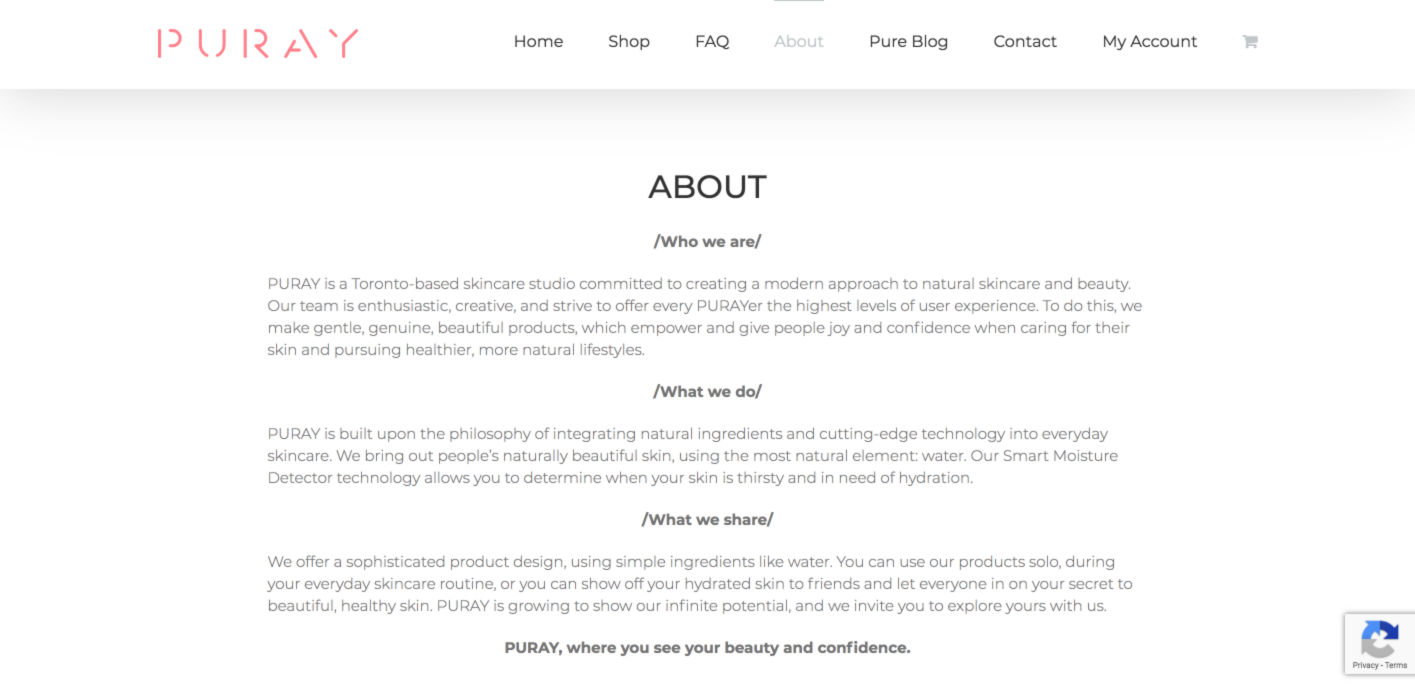 PURAY
Home Shop FAQ About Pure Blog Contact My Account
ABOUT
/Who we are/
PURAY is a Toronto-based skincare studio committed to creating a modern approach to natural skincare and beauty.
Our team is enthusiastic, creative, and strive to offer every PURAYer the highest levels of user experience. To do this, we
make gentle, genuine, beautiful products, which empower and give people joy and confidence when caring for their
skin and pursuing healthier, more natural lifestyles.
/What we do/
PURAY is built upon the philosophy of integrating natural ingredients and cutting-edge technology into everyday
skincare. We bring out people’s naturally beautiful skin, using the most natural element: water. Our Smart Moisture
Detector technology allows you to determine when your skin is thirsty and in need of hydration.
/What we share/
We offer a sophisticated product design, using simple ingredients like water. You can use our products solo, during
your everyday skincare routine, or you can show off your hydrated skin to friends and let everyone in on your secret to
beautiful, healthy skin. PURAY is growing to show our infinite potential, and we invite you to explore yours with us.
PURAY, where you see your beauty and confidence.
Privacy - Terms